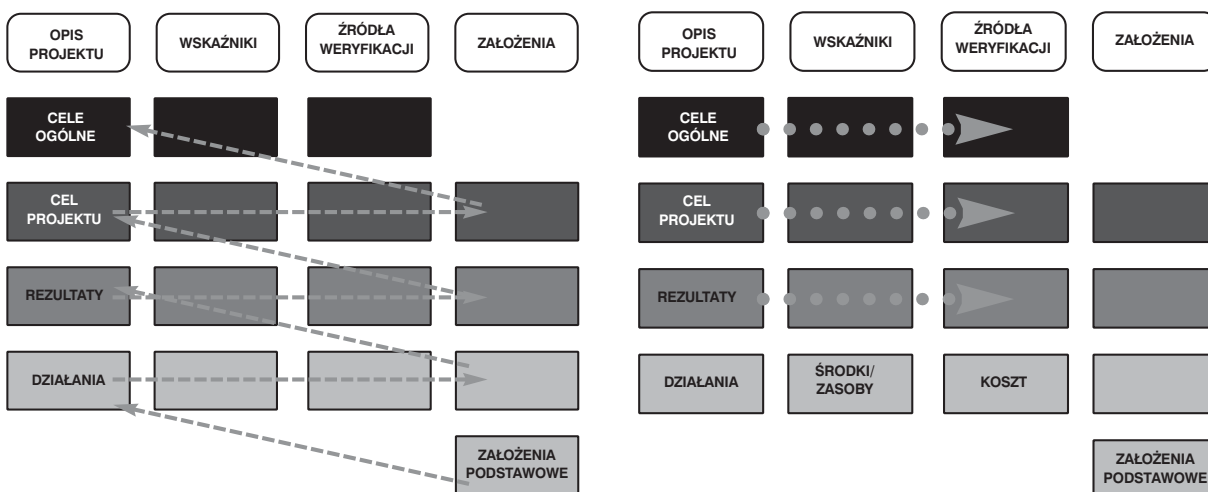 OPIS
PROJEKTU
WSKAŹNIKI
ŹRÓDŁA
WERYFIKACJI
ZAŁOŻENIA
CELE
OGÓLNE
CEL
PROJEKTU
REZULTATY
DZIAŁANIA
ZAŁOŻENIA
PODSTAWOWE
OPIS
PROJEKTU
WSKAŹNIKI
ŹRÓDŁA
WERYFIKACJI
ZAŁOŻENIA
CELE
OGÓLNE
CEL
PROJEKTU
REZULTATY
DZIAŁANIA
ŚRODKI/
ZASOBY
KOSZT
ZAŁOŻENIA
PODSTAWOWE